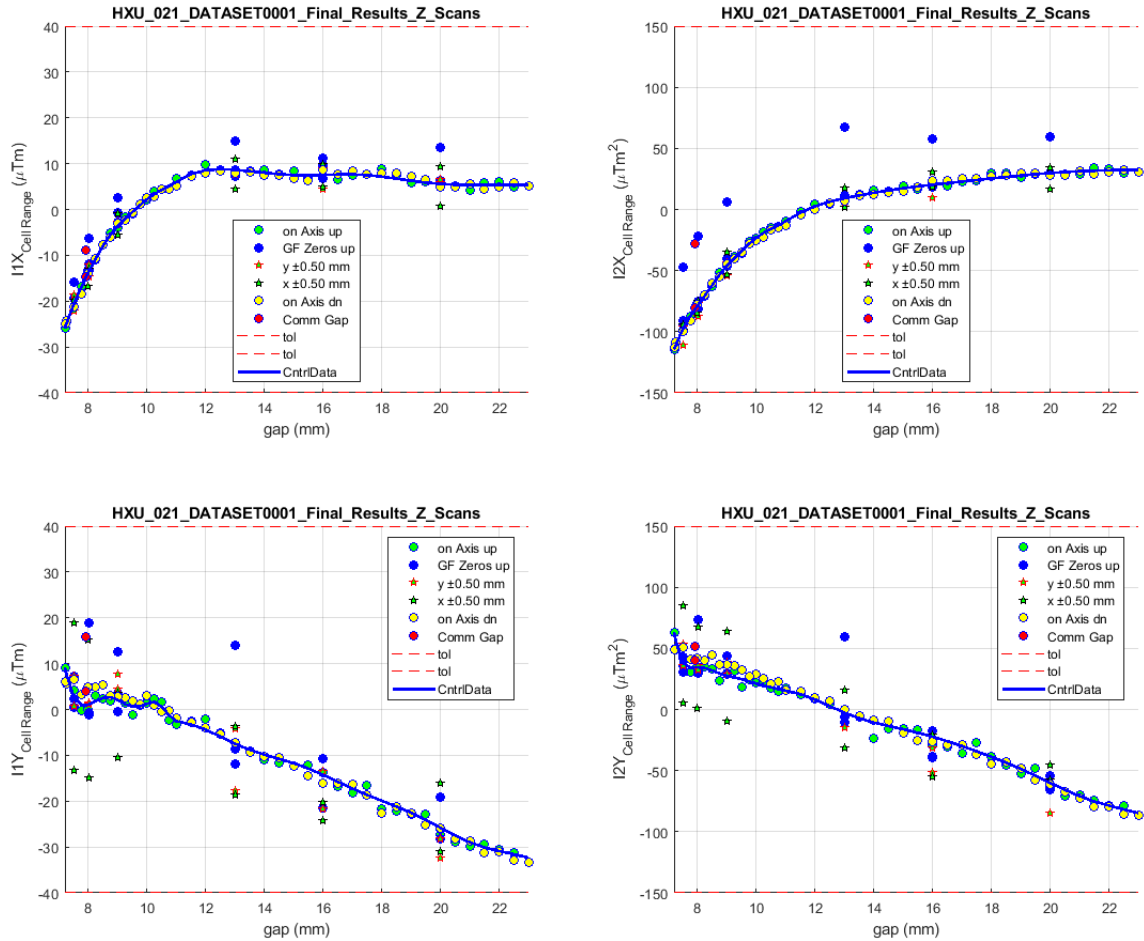 HXU_021_DATASET0001_Final_Results_Z_Scans
40
30
20
10
0
-10
-20
-30
-40
I1X_Cell Range (μTm)
8 10 12 14 16 18 20 22
gap (mm)
on Axis up
GF Zeros up
y ±0.50 mm
x ±0.50 mm
on Axis dn
Comm Gap
tol
tol
CntrlData
HXU_021_DATASET0001_Final_Results_Z_Scans
150
100
50
0
-50
-100
-150
I2X_Cell Range (μTm²)
8 10 12 14 16 18 20 22
gap (mm)
on Axis up
GF Zeros up
y ±0.50 mm
x ±0.50 mm
on Axis dn
Comm Gap
tol
tol
CntrlData
HXU_021_DATASET0001_Final_Results_Z_Scans
40
30
20
10
0
-10
-20
-30
-40
I1Y_Cell Range (μTm)
8 10 12 14 16 18 20 22
gap (mm)
on Axis up
GF Zeros up
y ±0.50 mm
x ±0.50 mm
on Axis dn
Comm Gap
tol
tol
CntrlData
HXU_021_DATASET0001_Final_Results_Z_Scans
150
100
50
0
-50
-100
-150
I2Y_Cell Range (μTm²)
8 10 12 14 16 18 20 22
gap (mm)
on Axis up
GF Zeros up
y ±0.50 mm
x ±0.50 mm
on Axis dn
Comm Gap
tol
tol
CntrlData